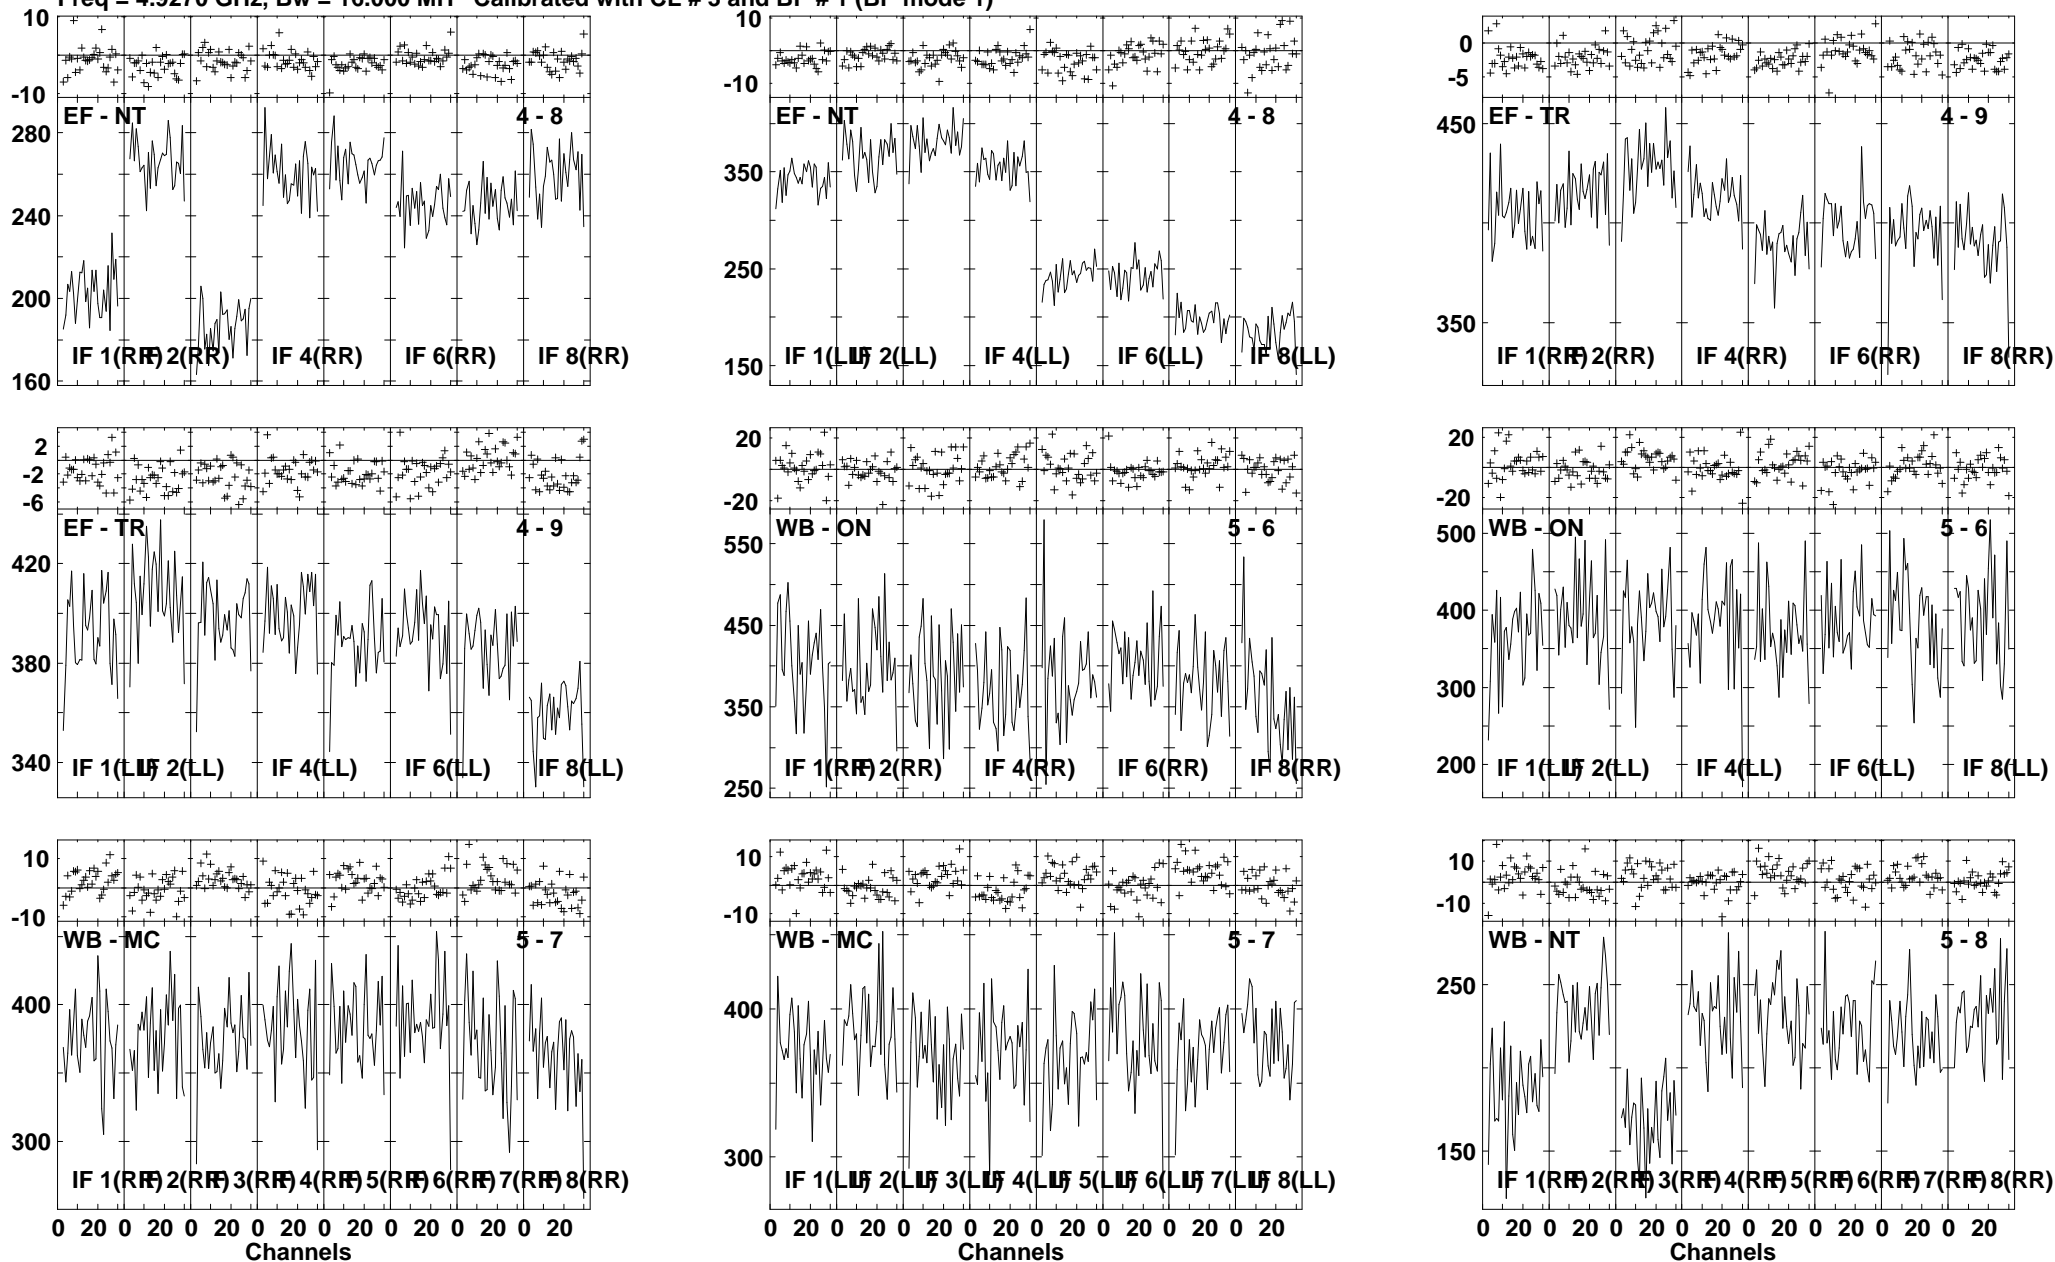 Freq = 4.9270 GHz, Bw = 16.000 MH Calibrated with CL # 3 and BP # 1 (BP mode 1)
10
-10
EF - NT 4 - 8
280
240
200
160
IF 1(RR) IF 2(RR) IF 4(RR) IF 6(RR) IF 8(RR)
10
-10
EF - NT 4 - 8
350
250
150
IF 1(LL) IF 2(LL) IF 4(LL) IF 6(LL) IF 8(LL)
0
-5
EF - TR 4 - 9
450
350
IF 1(RR) IF 2(RR) IF 4(RR) IF 6(RR) IF 8(RR)
2
-2
-6
EF - TR 4 - 9
420
380
340
IF 1(LL) IF 2(LL) IF 4(LL) IF 6(LL) IF 8(LL)
20
-20
WB - ON 5 - 6
550
450
350
250
IF 1(RR) IF 2(RR) IF 4(RR) IF 6(RR) IF 8(RR)
20
-20
WB - ON 5 - 6
500
400
300
200
IF 1(LL) IF 2(LL) IF 4(LL) IF 6(LL) IF 8(LL)
10
-10
WB - MC 5 - 7
400
300
IF 1(RR) IF 2(RR) IF 3(RR) IF 4(RR) IF 5(RR) IF 6(RR) IF 7(RR) IF 8(RR)
0 20 0 20 0 20 0 20 0 20 0 20 0 20 0 20
Channels
10
-10
WB - MC 5 - 7
400
300
IF 1(LL) IF 2(LL) IF 3(LL) IF 4(LL) IF 5(LL) IF 6(LL) IF 7(LL) IF 8(LL)
0 20 0 20 0 20 0 20 0 20 0 20 0 20 0 20
Channels
10
-10
WB - NT 5 - 8
250
150
IF 1(RR) IF 2(RR) IF 3(RR) IF 4(RR) IF 5(RR) IF 6(RR) IF 7(RR) IF 8(RR)
0 20 0 20 0 20 0 20 0 20 0 20 0 20 0 20
Channels